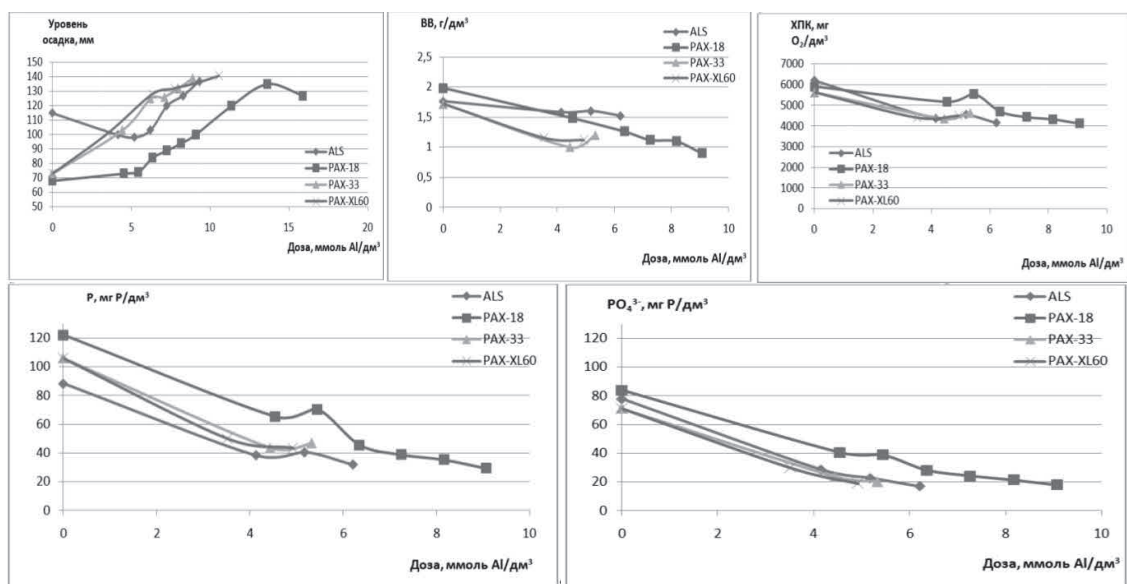 Уровень
осадка, мм
140
130
120
110
100
90
80
70
60
50
0
5
10
15
20
ALS
PAX-18
PAX-33
PAX-XL60
Доза, ммоль Al/дм³
ВВ, г/дм³
2,5
2
1,5
1
0,5
0
0
2
4
6
8
10
ALS
PAX-18
PAX-33
PAX-XL60
Доза, ммоль Al/дм³
ХПК, мг
O₂/дм³
7000
6000
5000
4000
3000
2000
1000
0
0
2
4
6
8
10
ALS
PAX-18
PAX-33
PAX-XL60
Доза, ммоль Al/дм³
P, мг P/дм³
120
100
80
60
40
20
0
0
2
4
6
8
10
ALS
PAX-18
PAX-33
PAX-XL60
Доза, ммоль Al/дм³
PO₄³⁻, мг P/дм³
120
100
80
60
40
20
0
0
2
4
6
8
10
ALS
PAX-18
PAX-33
PAX-XL60
Доза, ммоль Al/дм³